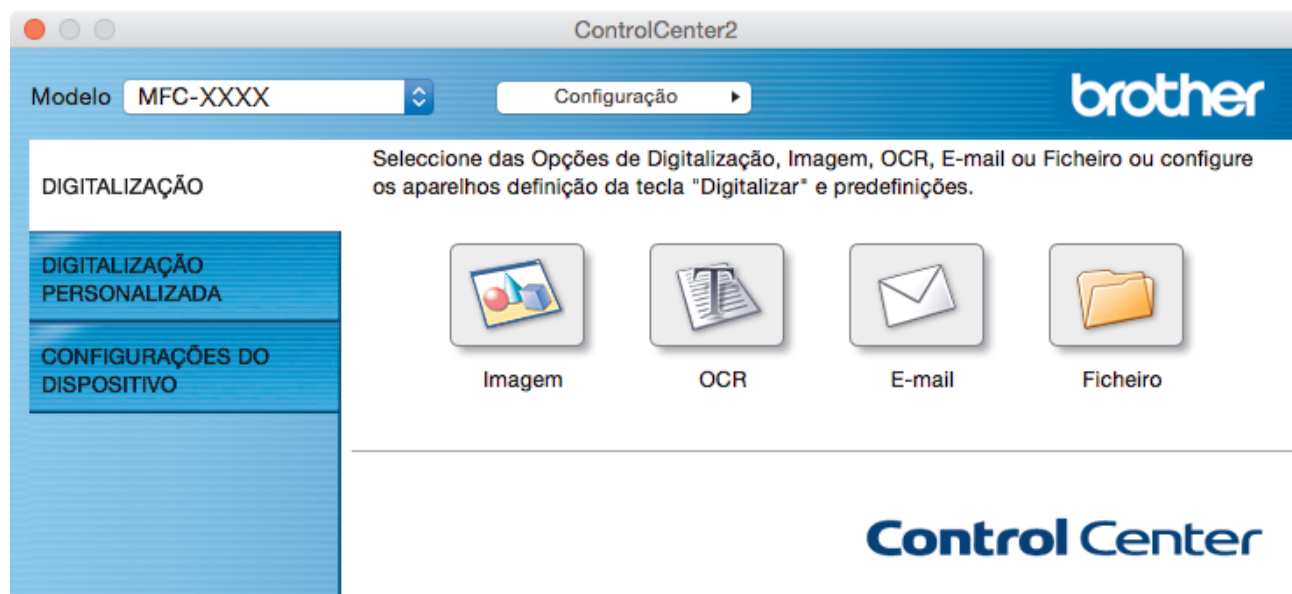 ControlCenter2
Modelo MFC-XXXX Configuração brother
DIGITALIZAÇÃO
DIGITALIZAÇÃO
PERSONALIZADA
CONFIGURAÇÕES DO
DISPOSITIVO
Seleccione das Opções de Digitalização, Imagem, OCR, E-mail ou Ficheiro ou configure
os aparelhos definição da tecla "Digitalizar" e predefinições.
Imagem OCR E-mail Ficheiro
Control Center